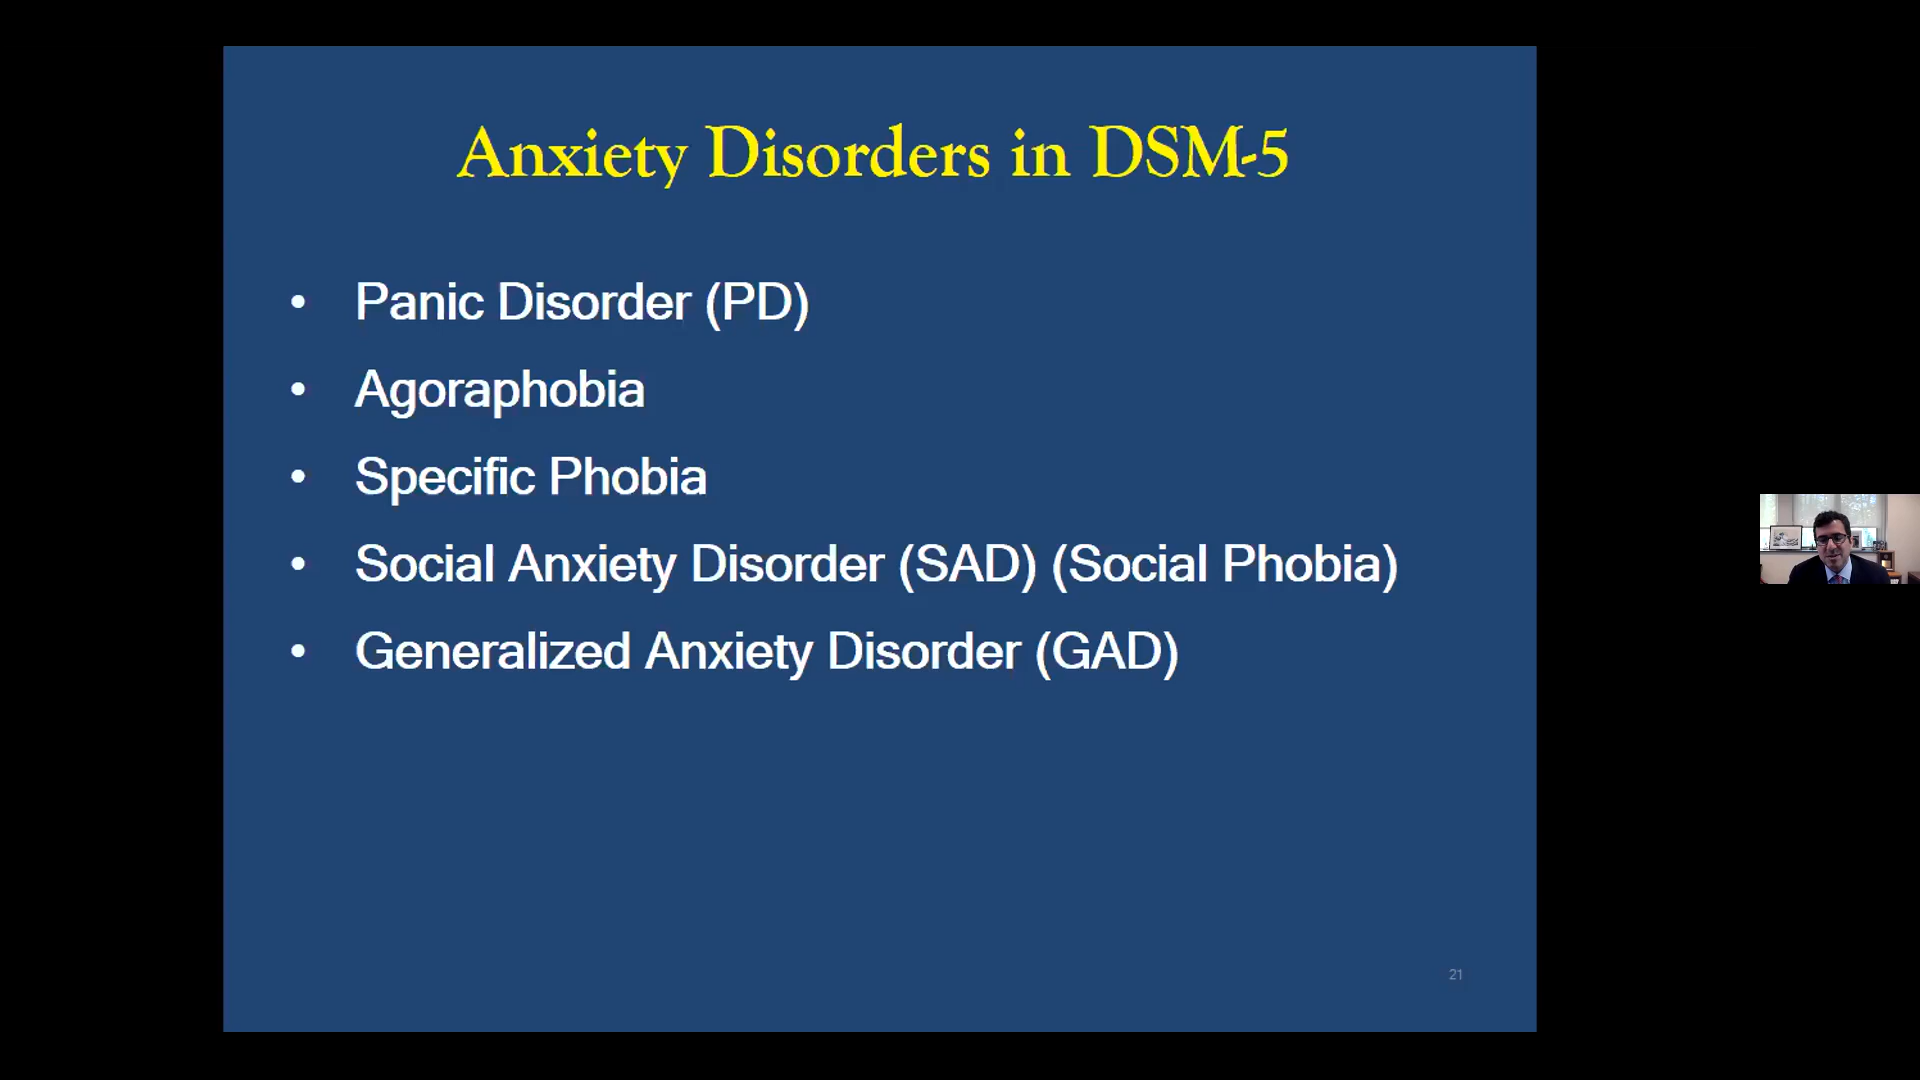 Anxiety Disorders in DSM-5
• Panic Disorder (PD)
• Agoraphobia
• Specific Phobia
• Social Anxiety Disorder (SAD) (Social Phobia)
• Generalized Anxiety Disorder (GAD)
21